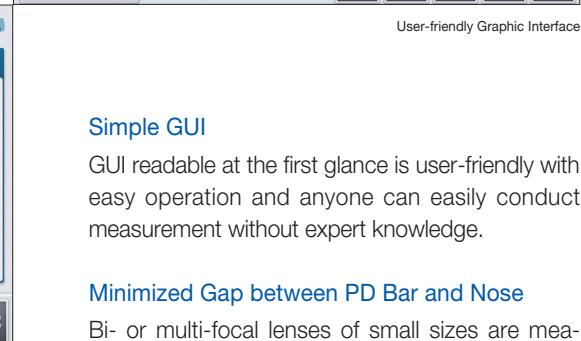 User-friendly Graphic Interface
Simple GUI
GUI readable at the first glance is user-friendly with
easy operation and anyone can easily conduct
measurement without expert knowledge.
Minimized Gap between PD Bar and Nose
Bi- or multi-focal lenses of small sizes are mea-